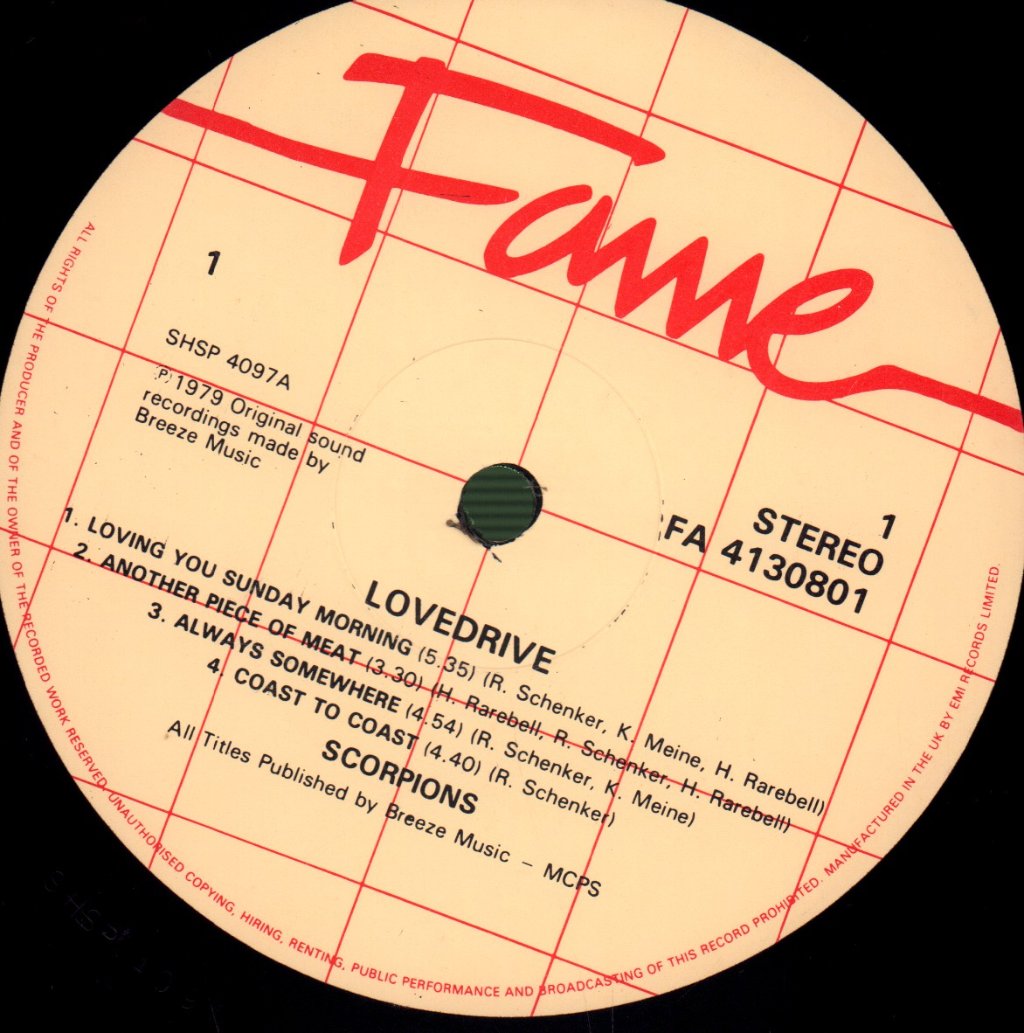 Fame
1
SHSP 4097A
Ⓟ 1979 Original sound
recordings made by
Breeze Music
1
STEREO
FA 4130801
LOVEDRIVE
1. LOVING YOU SUNDAY MORNING (5.35) (R. Schenker, K. Meine, H. Rarebell)
2. ANOTHER PIECE OF MEAT (3.30) (H. Rarebell, R. Schenker, H. Rarebell)
3. ALWAYS SOMEWHERE (4.54) (R. Schenker, K. Meine)
4. COAST TO COAST (4.40) (R. Schenker)
SCORPIONS
All Titles Published by Breeze Music – MCPS
ALL RIGHTS OF THE PRODUCER AND OF THE OWNER OF THE RECORDED WORK RESERVED. UNAUTHORISED COPYING, HIRING, RENTING, PUBLIC PERFORMANCE AND BROADCASTING OF THIS RECORD PROHIBITED. MANUFACTURED IN THE UK BY EMI RECORDS LIMITED.